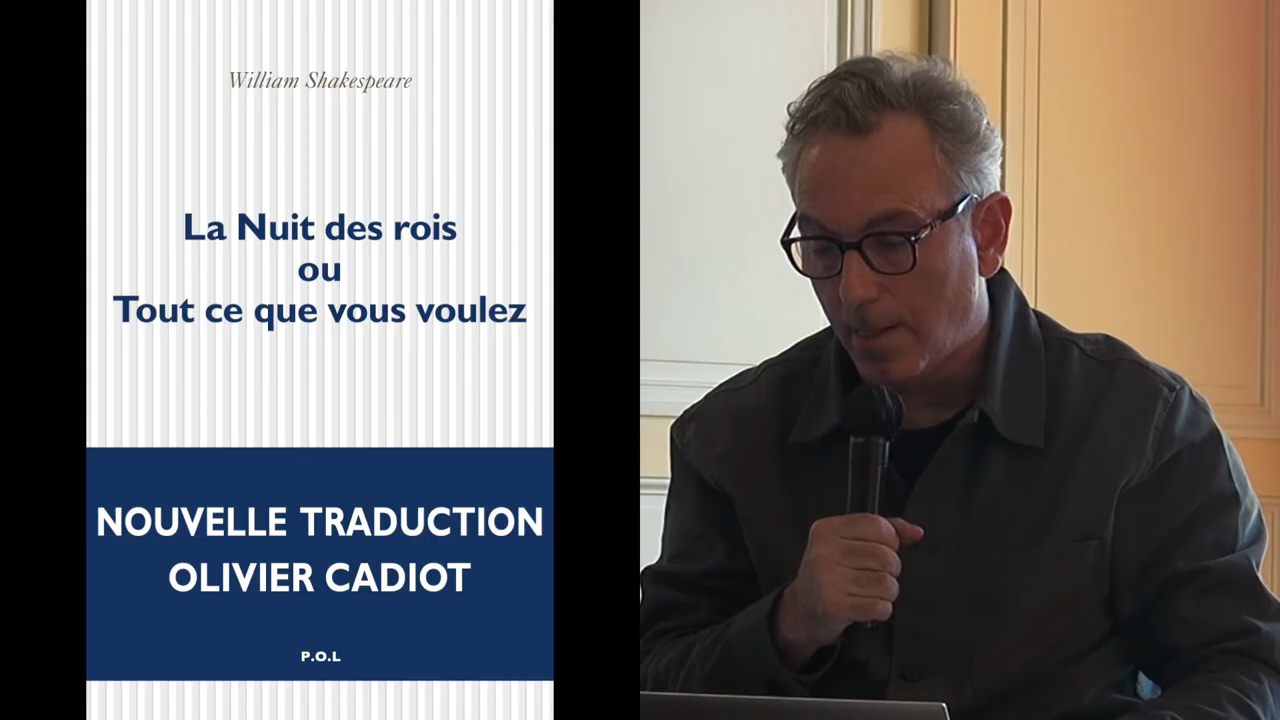 William Shakespeare
La Nuit des rois
ou
Tout ce que vous voulez
NOUVELLE TRADUCTION
OLIVIER CADIOT
P.O.L